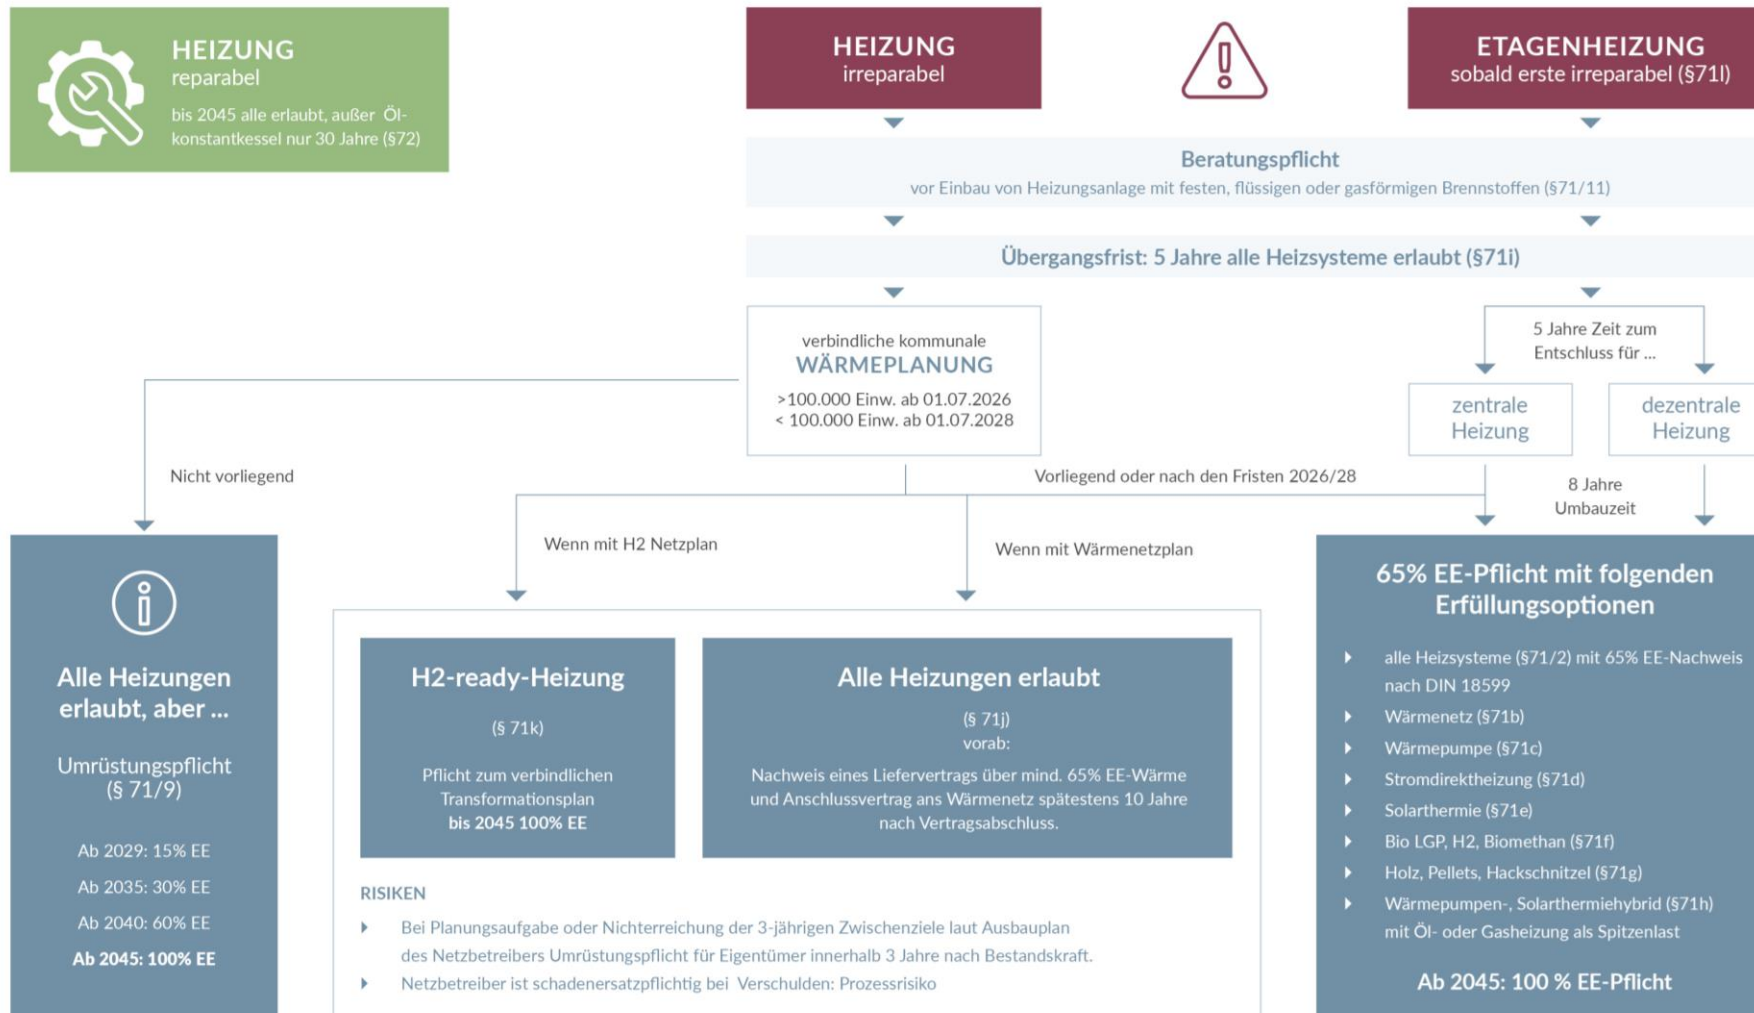 HEIZUNG
reparabel
bis 2045 alle erlaubt, außer Öl-
konstantkessel nur 30 Jahre (§72)
HEIZUNG
irreparabel
ETAGENHEIZUNG
sobald erste irreparabel (§71l)
Beratungspflicht
vor Einbau von Heizungsanlage mit festen, flüssigen oder gasförmigen Brennstoffen (§71/11)
Übergangsfrist: 5 Jahre alle Heizsysteme erlaubt (§71i)
verbindliche kommunale
WÄRMEPLANUNG
>100.000 Einw. ab 01.07.2026
< 100.000 Einw. ab 01.07.2028
5 Jahre Zeit zum
Entschluss für ...
zentrale
Heizung
dezentrale
Heizung
Nicht vorliegend
Vorliegend oder nach den Fristen 2026/28
8 Jahre
Umbauzeit
Wenn mit H2 Netzplan
Wenn mit Wärmenetzplan
Alle Heizungen
erlaubt, aber ...
Umrüstungspflicht
(§ 71/9)
Ab 2029: 15% EE
Ab 2035: 30% EE
Ab 2040: 60% EE
Ab 2045: 100% EE
H2-ready-Heizung
(§ 71k)
Pflicht zum verbindlichen
Transformationsplan
bis 2045 100% EE
Alle Heizungen erlaubt
(§ 71j)
vorab:
Nachweis eines Liefervertrags über mind. 65% EE-Wärme
und Anschlussvertrag ans Wärmenetz spätestens 10 Jahre
nach Vertragsabschluss.
RISIKEN
Bei Planungsaufgabe oder Nichterreichung der 3-jährigen Zwischenziele laut Ausbauplan
des Netzbetreibers Umrüstungspflicht für Eigentümer innerhalb 3 Jahre nach Bestandskraft.
Netzbetreiber ist schadenersatzpflichtig bei Verschulden: Prozessrisiko
65% EE-Pflicht mit folgenden
Erfüllungsoptionen
alle Heizsysteme (§71/2) mit 65% EE-Nachweis
nach DIN 18599
Wärmenetz (§71b)
Wärmepumpe (§71c)
Stromdirektheizung (§71d)
Solarthermie (§71e)
Bio LGP, H2, Biomethan (§71f)
Holz, Pellets, Hackschnitzel (§71g)
Wärmepumpen-, Solarthermiehybrid (§71h)
mit Öl- oder Gasheizung als Spitzenlast
Ab 2045: 100 % EE-Pflicht